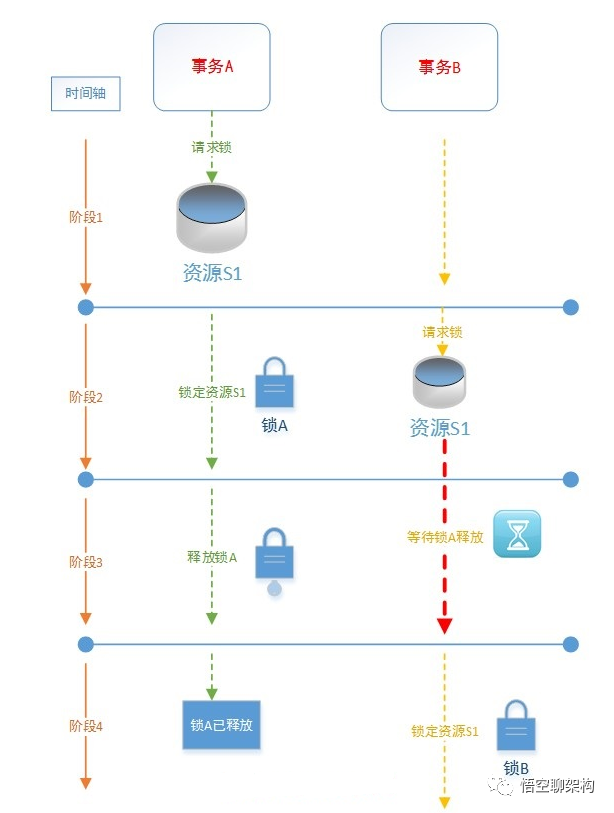 事务A
事务B
时间轴
请求锁
阶段1
资源S1
请求锁
阶段2
锁定资源S1
锁A
资源S1
等待锁A释放
阶段3
释放锁A
阶段4
锁A已释放
锁定资源S1
锁B
悟空聊架构